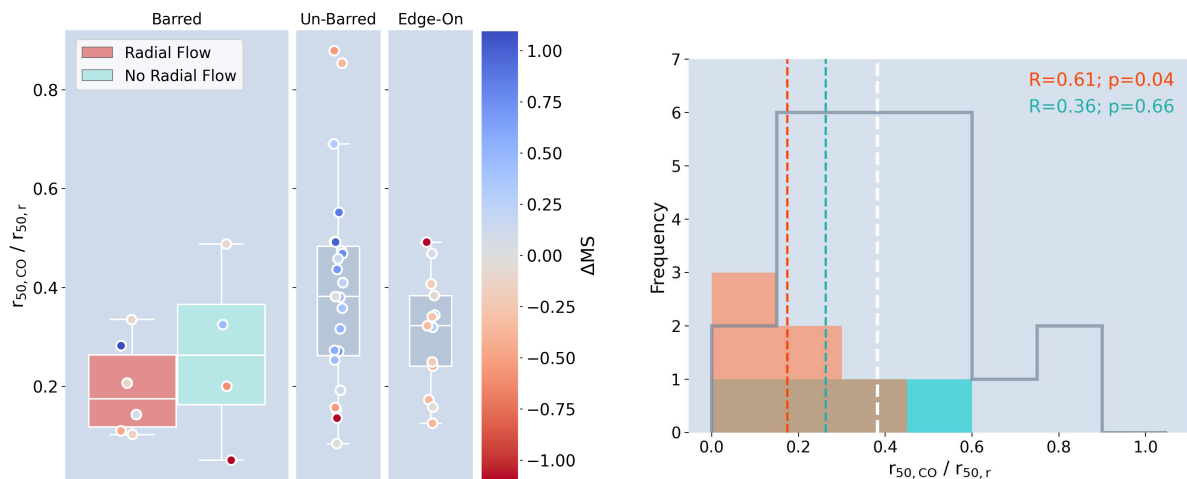 Barred
Un-Barred
Edge-On
Radial Flow
No Radial Flow
0.8
0.6
0.4
0.2
r50, CO / r50, r
1.00
0.75
0.50
0.25
0.00
−0.25
−0.50
−0.75
−1.00
ΔMS
R=0.61; p=0.04
R=0.36; p=0.66
7
6
5
4
3
2
1
0
Frequency
0.0 0.2 0.4 0.6 0.8 1.0
r50, CO / r50, r